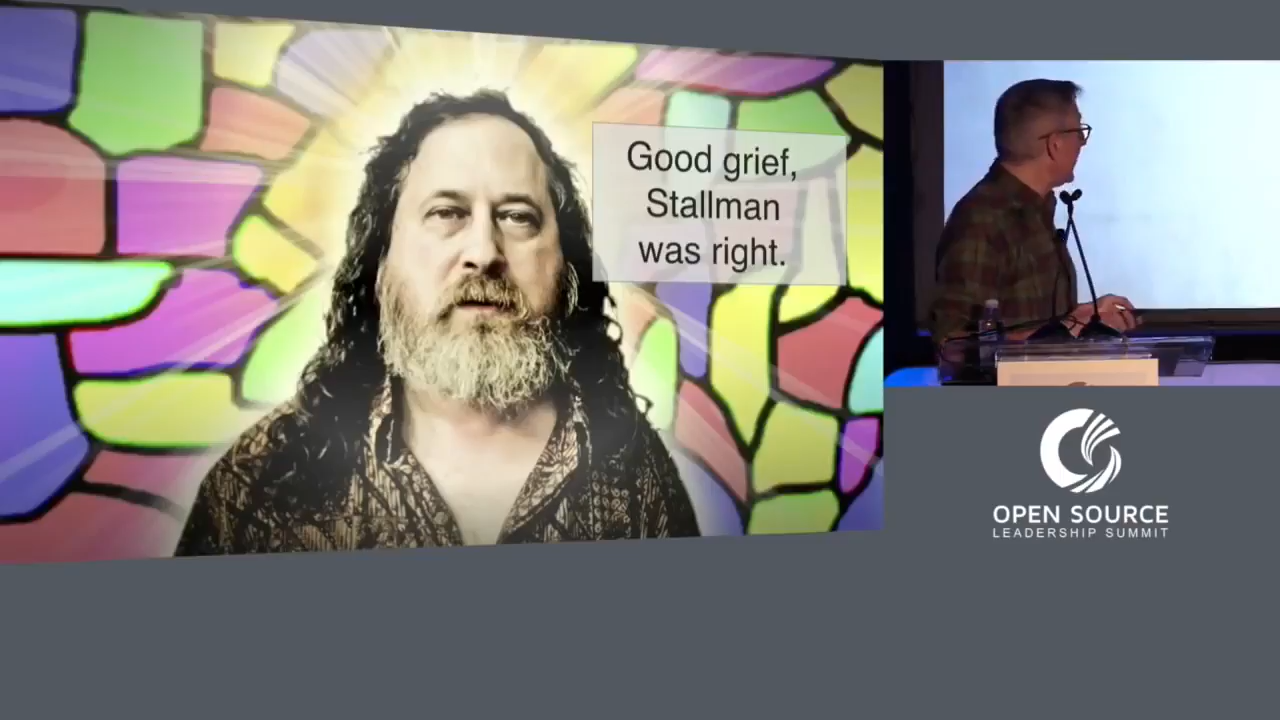 Good grief,
Stallman
was right.
OPEN SOURCE
LEADERSHIP SUMMIT